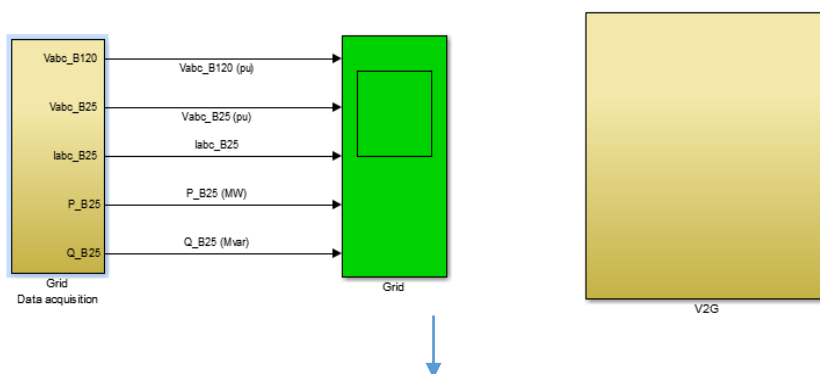 Vabc_B120
Vabc_B120 (pu)
Vabc_B25
Vabc_B25 (pu)
Iabc_B25
Iabc_B25
P_B25
P_B25 (MW)
Q_B25
Q_B25 (Mvar)
Grid
Data acquisition
Grid
V2G